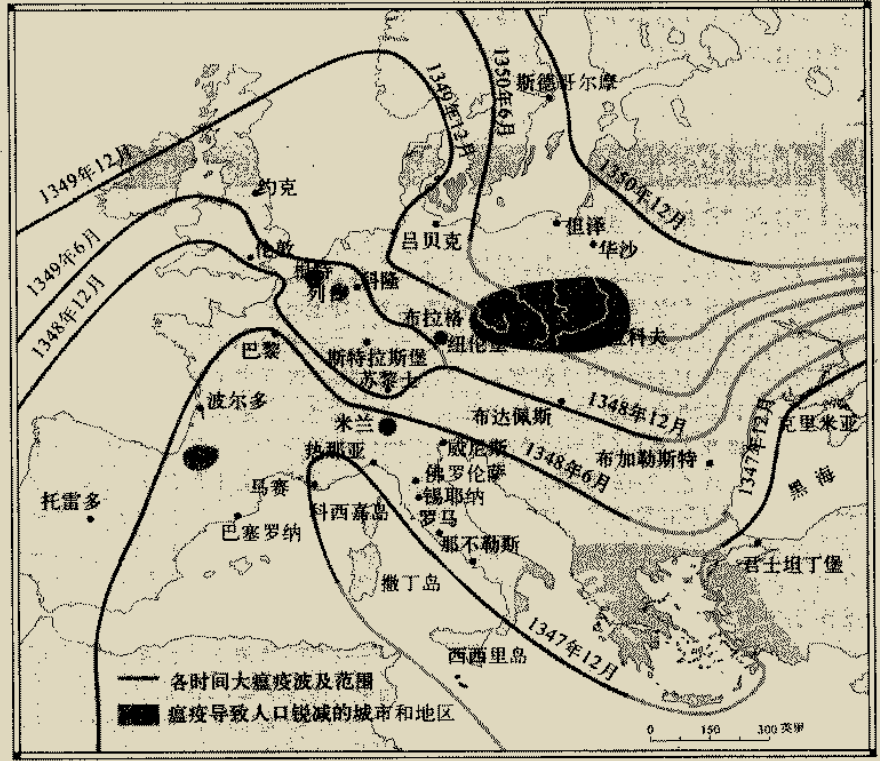 1349年12月
1350年6月
斯德哥尔摩
1349年12月
1350年12月
约克
吕贝克
但泽
华沙
1349年6月
伦敦
科隆
1348年12月
布拉格
巴黎
斯特拉斯堡
苏黎士
波尔多
米兰
布达佩斯
1348年12月
1347年12月
克里米亚
热那亚
威尼斯
1348年6月
布加勒斯特
黑海
马赛
佛罗伦萨
锡耶纳
托雷多
科西嘉岛
罗马
巴塞罗纳
那不勒斯
君士坦丁堡
撒丁岛
1347年12月
西西里岛
各时间大瘟疫波及范围
瘟疫导致人口锐减的城市和地区
0 150 300 英里